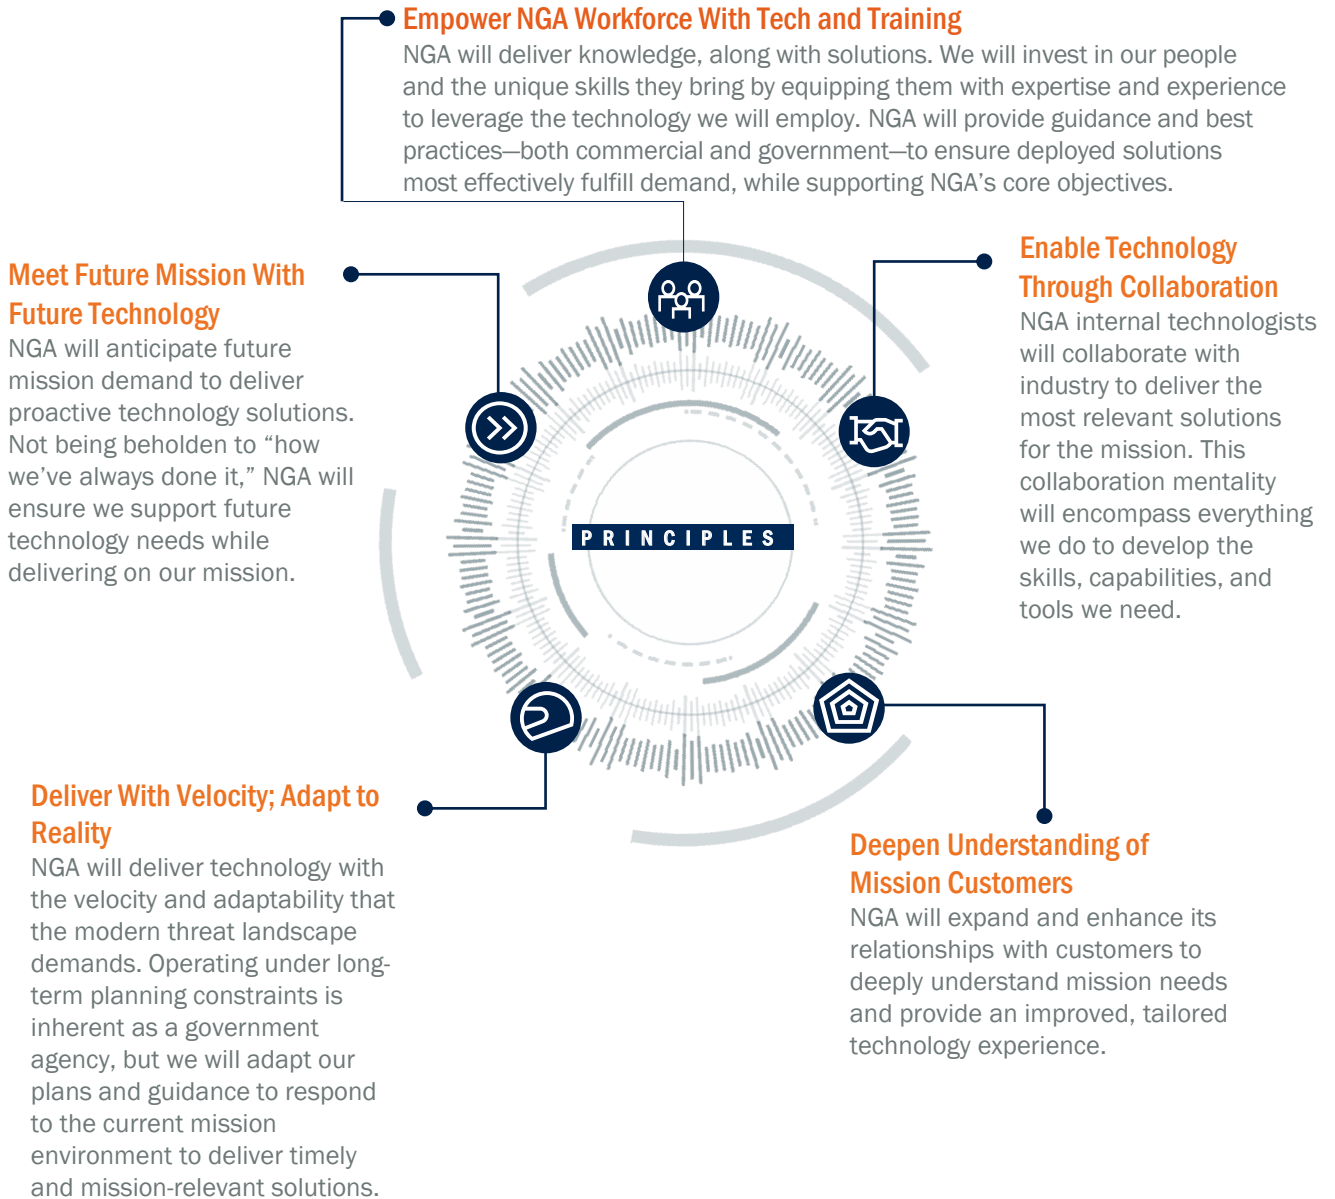 Empower NGA Workforce With Tech and Training
NGA will deliver knowledge, along with solutions. We will invest in our people
and the unique skills they bring by equipping them with expertise and experience
to leverage the technology we will employ. NGA will provide guidance and best
practices—both commercial and government—to ensure deployed solutions
most effectively fulfill demand, while supporting NGA’s core objectives.
Enable Technology
Through Collaboration
NGA internal technologists
will collaborate with
industry to deliver the
most relevant solutions
for the mission. This
collaboration mentality
will encompass everything
we do to develop the
skills, capabilities, and
tools we need.
Meet Future Mission With
Future Technology
NGA will anticipate future
mission demand to deliver
proactive technology solutions.
Not being beholden to “how
we’ve always done it,” NGA will
ensure we support future
technology needs while
delivering on our mission.
PRINCIPLES
Deliver With Velocity; Adapt to
Reality
NGA will deliver technology with
the velocity and adaptability that
the modern threat landscape
demands. Operating under long-
term planning constraints is
inherent as a government
agency, but we will adapt our
plans and guidance to respond
to the current mission
environment to deliver timely
and mission-relevant solutions.
Deepen Understanding of
Mission Customers
NGA will expand and enhance its
relationships with customers to
deeply understand mission needs
and provide an improved, tailored
technology experience.